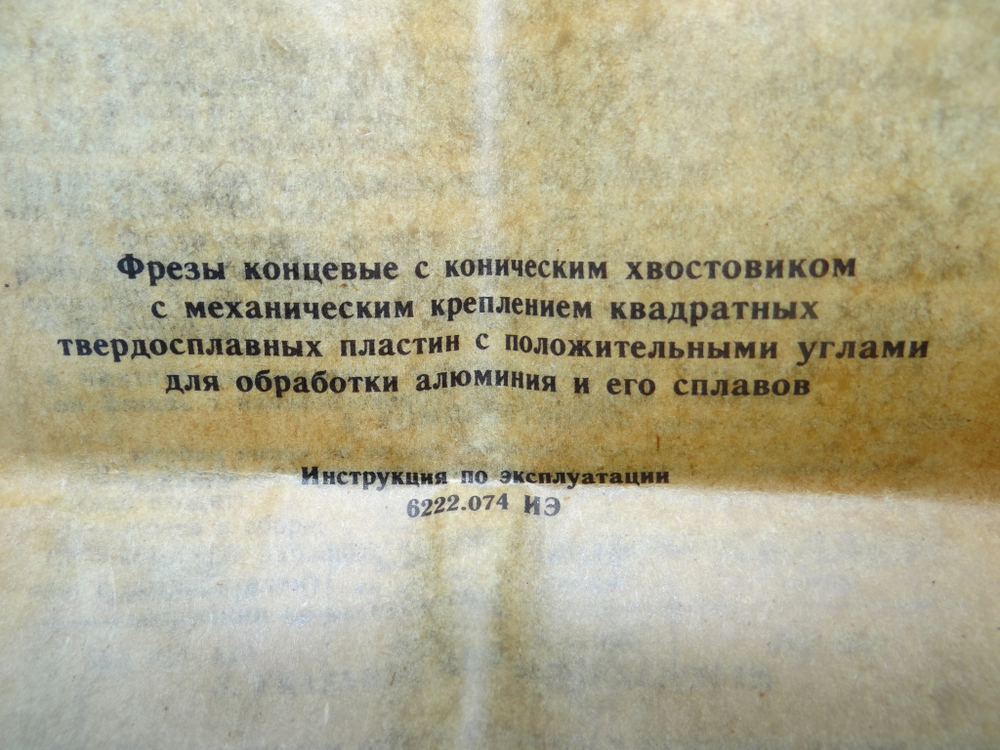 Фрезы концевые с коническим хвостовиком
с механическим креплением квадратных
твердосплавных пластин с положительными углами
для обработки алюминия и его сплавов
Инструкция по эксплуатации
6222.074 ИЭ